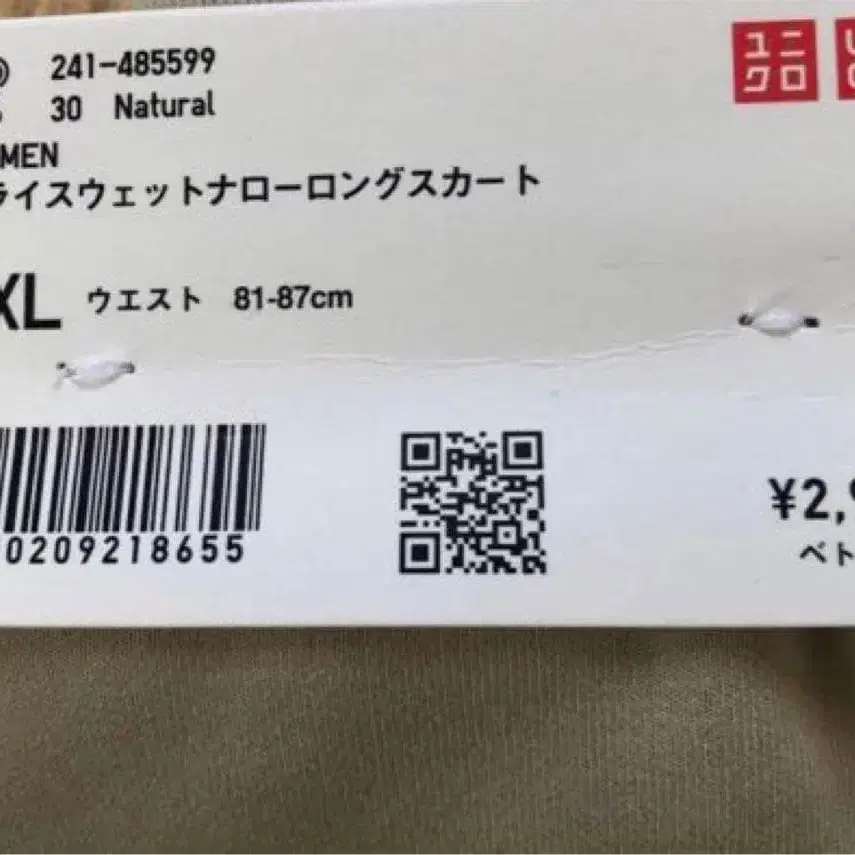 241-485599
30 Natural
MEN
ライスウェットナローロングスカート
XL ウエスト 81-87cm
0209218655
ユニクロ
¥2,9
ベト